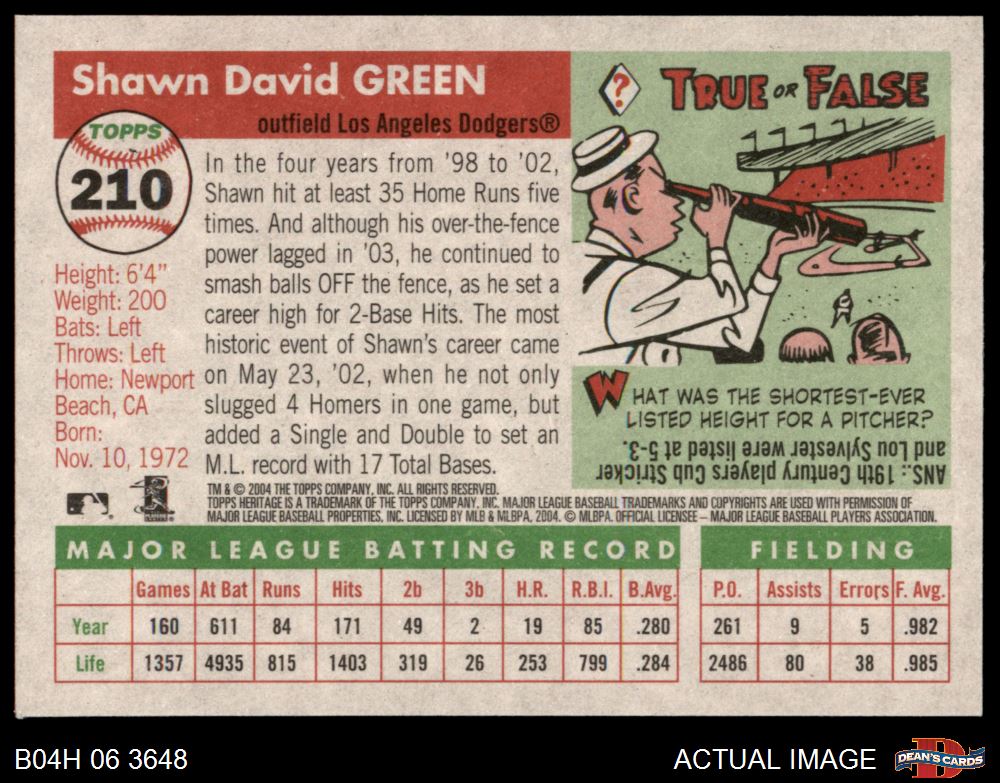 Shawn David GREEN
outfield Los Angeles Dodgers®
TOPPS
210
Height: 6'4"
Weight: 200
Bats: Left
Throws: Left
Home: Newport
Beach, CA
Born:
Nov. 10, 1972
In the four years from '98 to '02,
Shawn hit at least 35 Home Runs five
times. And although his over-the-fence
power lagged in '03, he continued to
smash balls OFF the fence, as he set a
career high for 2-Base Hits. The most
historic event of Shawn's career came
on May 23, '02, when he not only
slugged 4 Homers in one game, but
added a Single and Double to set an
M.L. record with 17 Total Bases.
? TRUE OR FALSE
WHAT WAS THE SHORTEST-EVER
LISTED HEIGHT FOR A PITCHER?
ANS.: 19th Century players Cub Stricker
and Lou Sylvester were listed at 5-3.
TM & © 2004 THE TOPPS COMPANY, INC. ALL RIGHTS RESERVED.
TOPPS HERITAGE IS A TRADEMARK OF THE TOPPS COMPANY, INC. MAJOR LEAGUE BASEBALL TRADEMARKS AND COPYRIGHTS ARE USED WITH PERMISSION OF
MAJOR LEAGUE BASEBALL PROPERTIES, INC. LICENSED BY MLB & MLBPA, 2004. © MLBPA. OFFICIAL LICENSEE – MAJOR LEAGUE BASEBALL PLAYERS ASSOCIATION.
MAJOR LEAGUE BATTING RECORD FIELDING
Games At Bat Runs Hits 2b 3b H.R. R.B.I. B.Avg. P.O. Assists Errors F. Avg.
Year 160 611 84 171 49 2 19 85 .280 261 9 5 .982
Life 1357 4935 815 1403 319 26 253 799 .284 2486 80 38 .985
B04H 06 3648 ACTUAL IMAGE DEAN'S CARDS